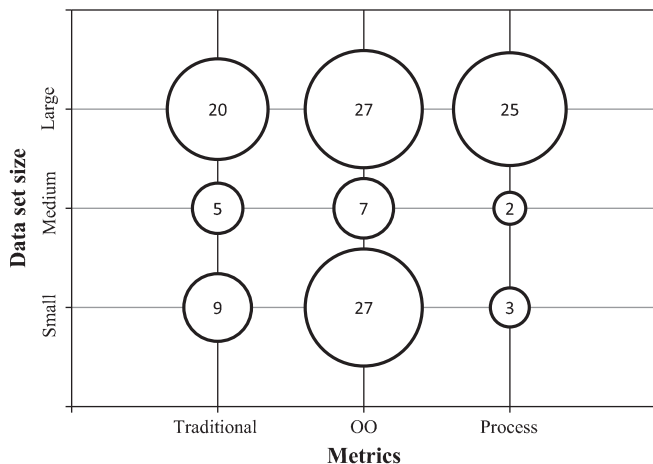 Data set size
Large
20 27 25
Medium
5 7 2
Small
9 27 3
Traditional OO Process
Metrics